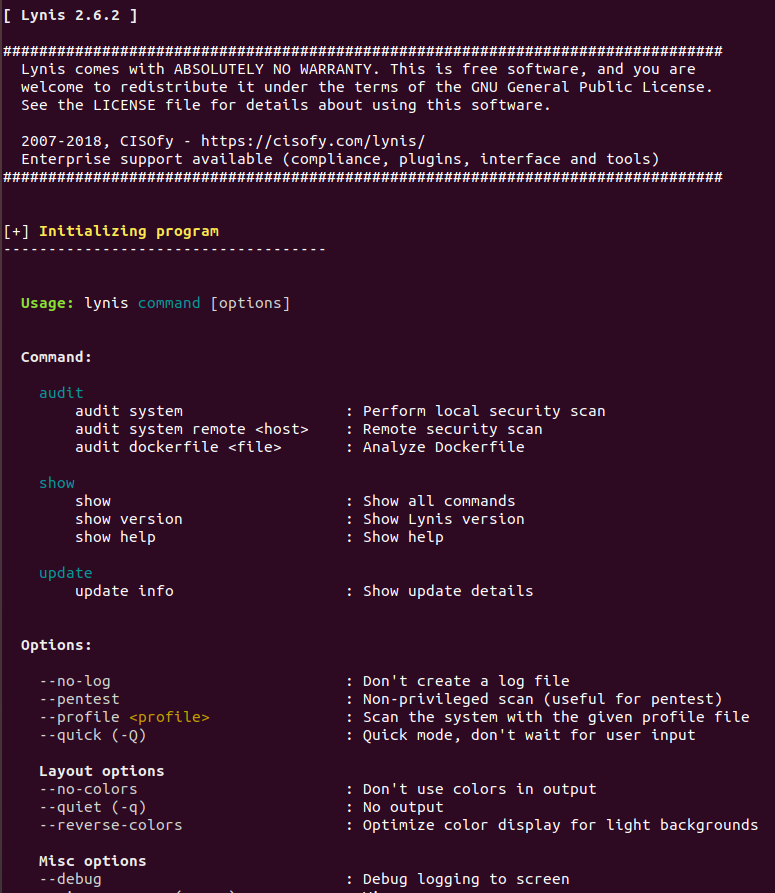 [ Lynis 2.6.2 ]
################################################################################
Lynis comes with ABSOLUTELY NO WARRANTY. This is free software, and you are
welcome to redistribute it under the terms of the GNU General Public License.
See the LICENSE file for details about using this software.
2007-2018, CISOfy - https://cisofy.com/lynis/
Enterprise support available (compliance, plugins, interface and tools)
################################################################################
[+] Initializing program
------------------------------------
Usage: lynis command [options]
Command:
audit
audit system : Perform local security scan
audit system remote <host> : Remote security scan
audit dockerfile <file> : Analyze Dockerfile
show
show : Show all commands
show version : Show Lynis version
show help : Show help
update
update info : Show update details
Options:
--no-log : Don't create a log file
--pentest : Non-privileged scan (useful for pentest)
--profile <profile> : Scan the system with the given profile file
--quick (-Q) : Quick mode, don't wait for user input
Layout options
--no-colors : Don't use colors in output
--quiet (-q) : No output
--reverse-colors : Optimize color display for light backgrounds
Misc options
--debug : Debug logging to screen